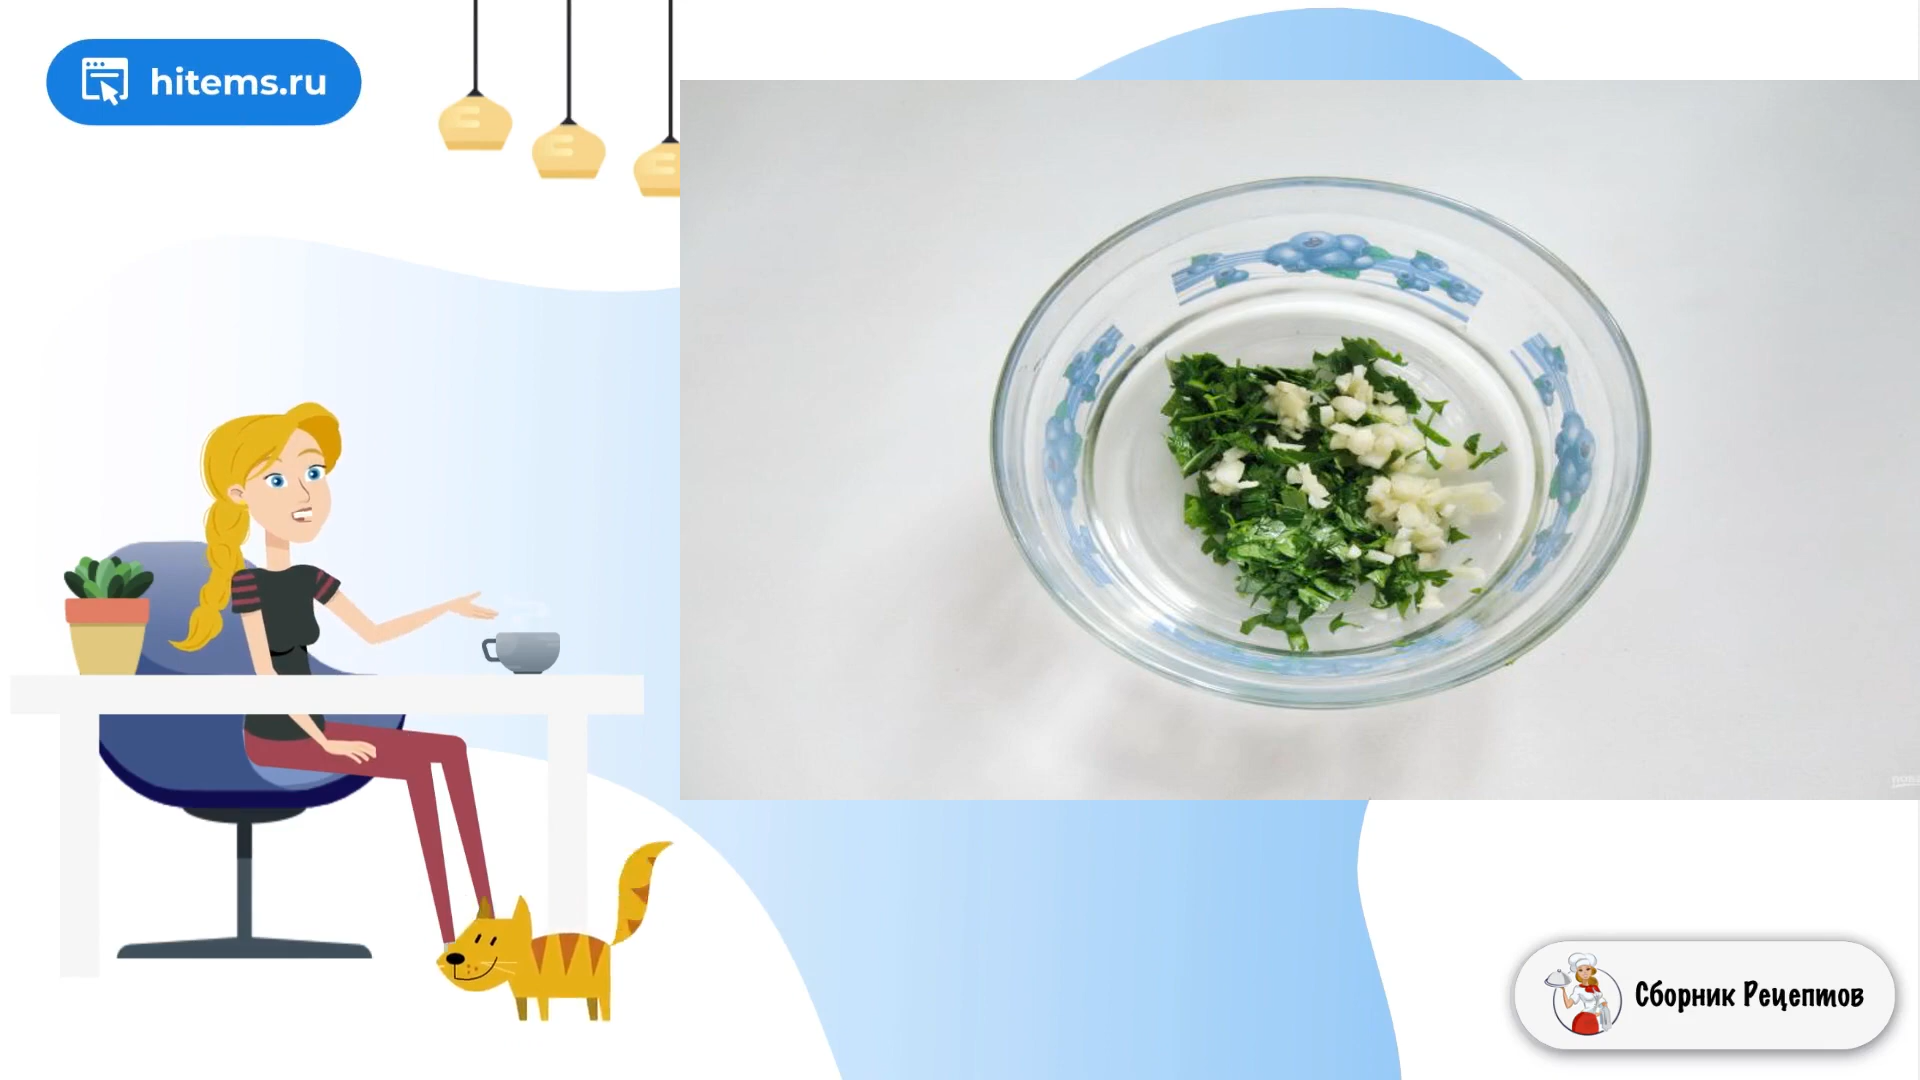 hitems.ru
Сборник Рецептов